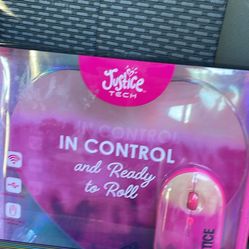 Justice
TECH
IN CONTROL
IN CONTROL
and Ready
to Roll
JUSTICE